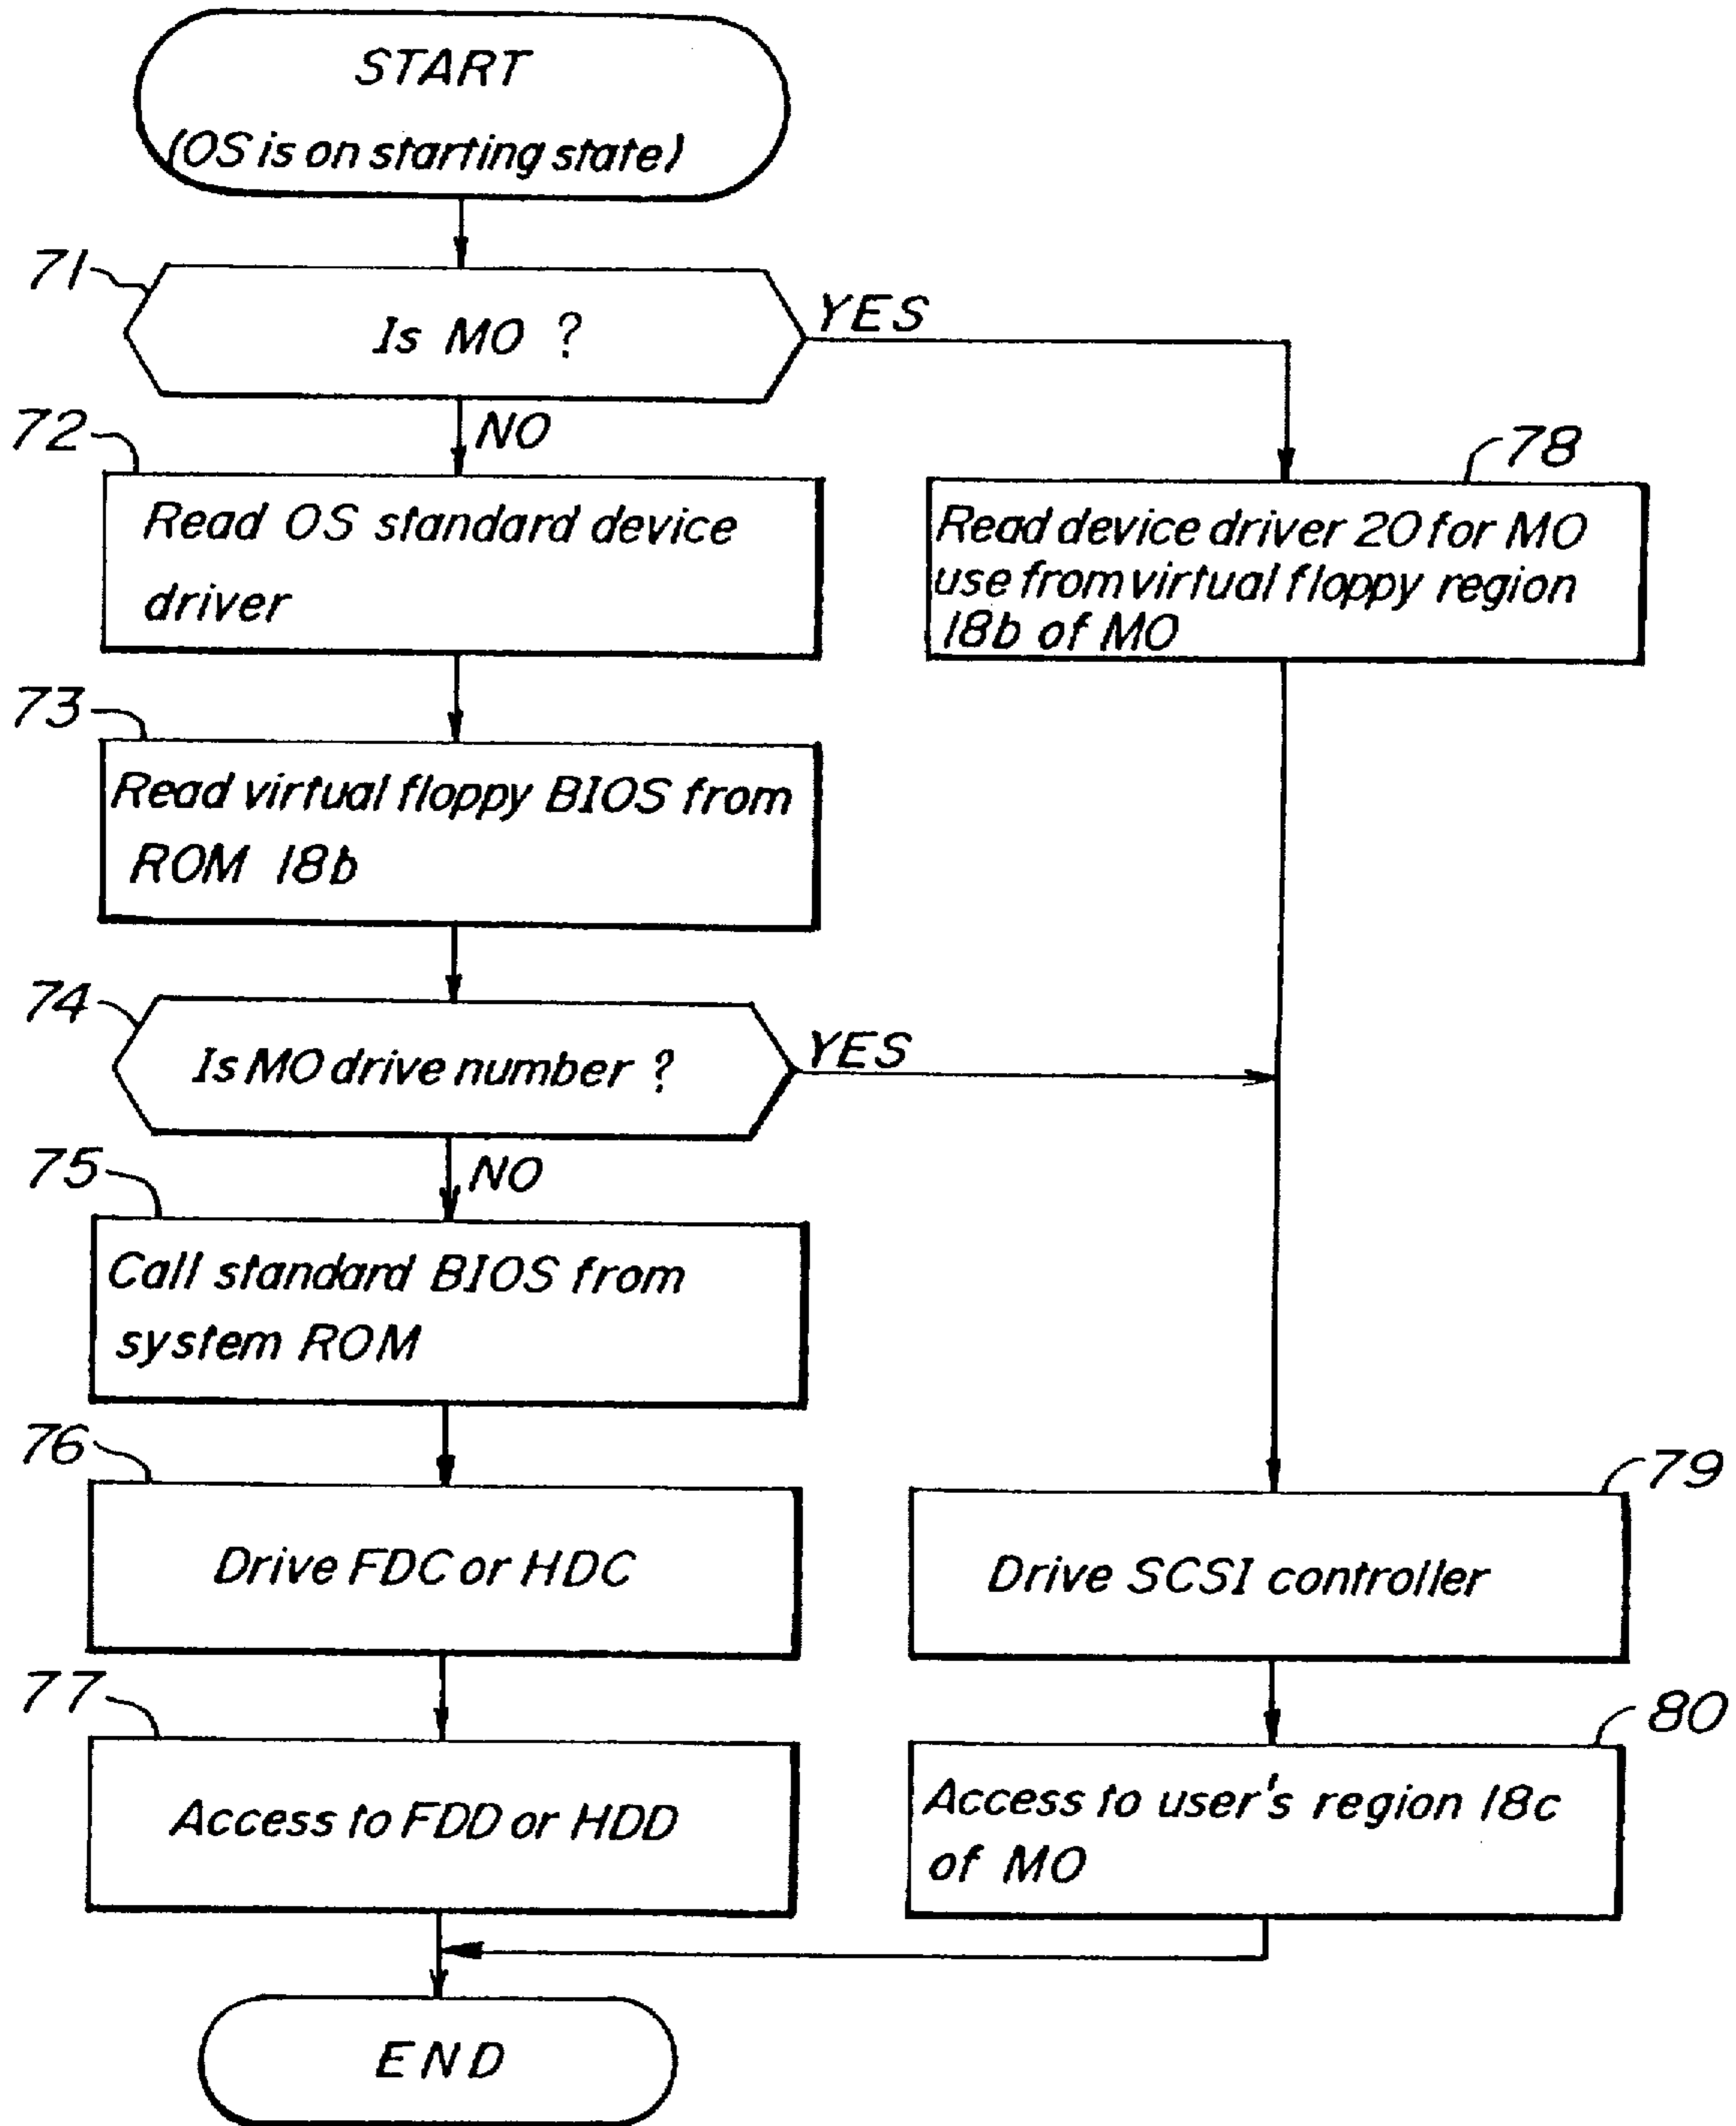 START
(OS is on starting state)
71
Is MO ?
YES
NO
72
Read OS standard device
driver
78
Read device driver 20 for MO
use from virtual floppy region
18b of MO
73
Read virtual floppy BIOS from
ROM 18b
74
Is MO drive number ?
YES
NO
75
Call standard BIOS from
system ROM
76
Drive FDC or HDC
79
Drive SCSI controller
77
Access to FDD or HDD
80
Access to user's region 18c
of MO
END